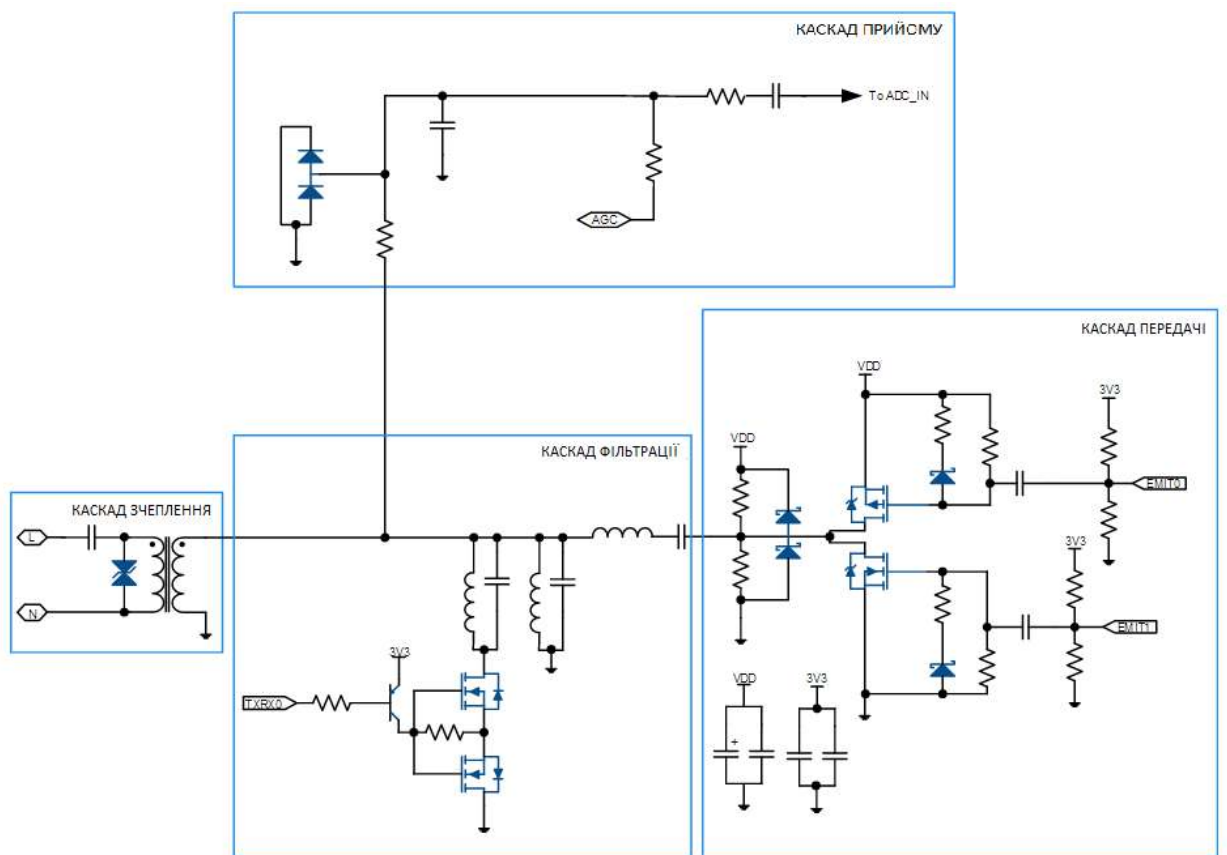 КАСКАД ПРИЙОМУ
To ADC_IN
AGC
КАСКАД ПЕРЕДАЧІ
VDD
3V3
VDD
EMIT0
КАСКАД ФІЛЬТРАЦІЇ
КАСКАД ЗЧЕПЛЕННЯ
L
N
3V3
EMIT1
3V3
TXRX0
VDD
3V3
+